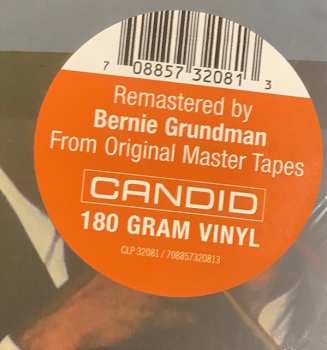 7 08857 32081 3
Remastered by
Bernie Grundman
From Original Master Tapes
CANDID
180 GRAM VINYL
CLP 32081 / 708857320813